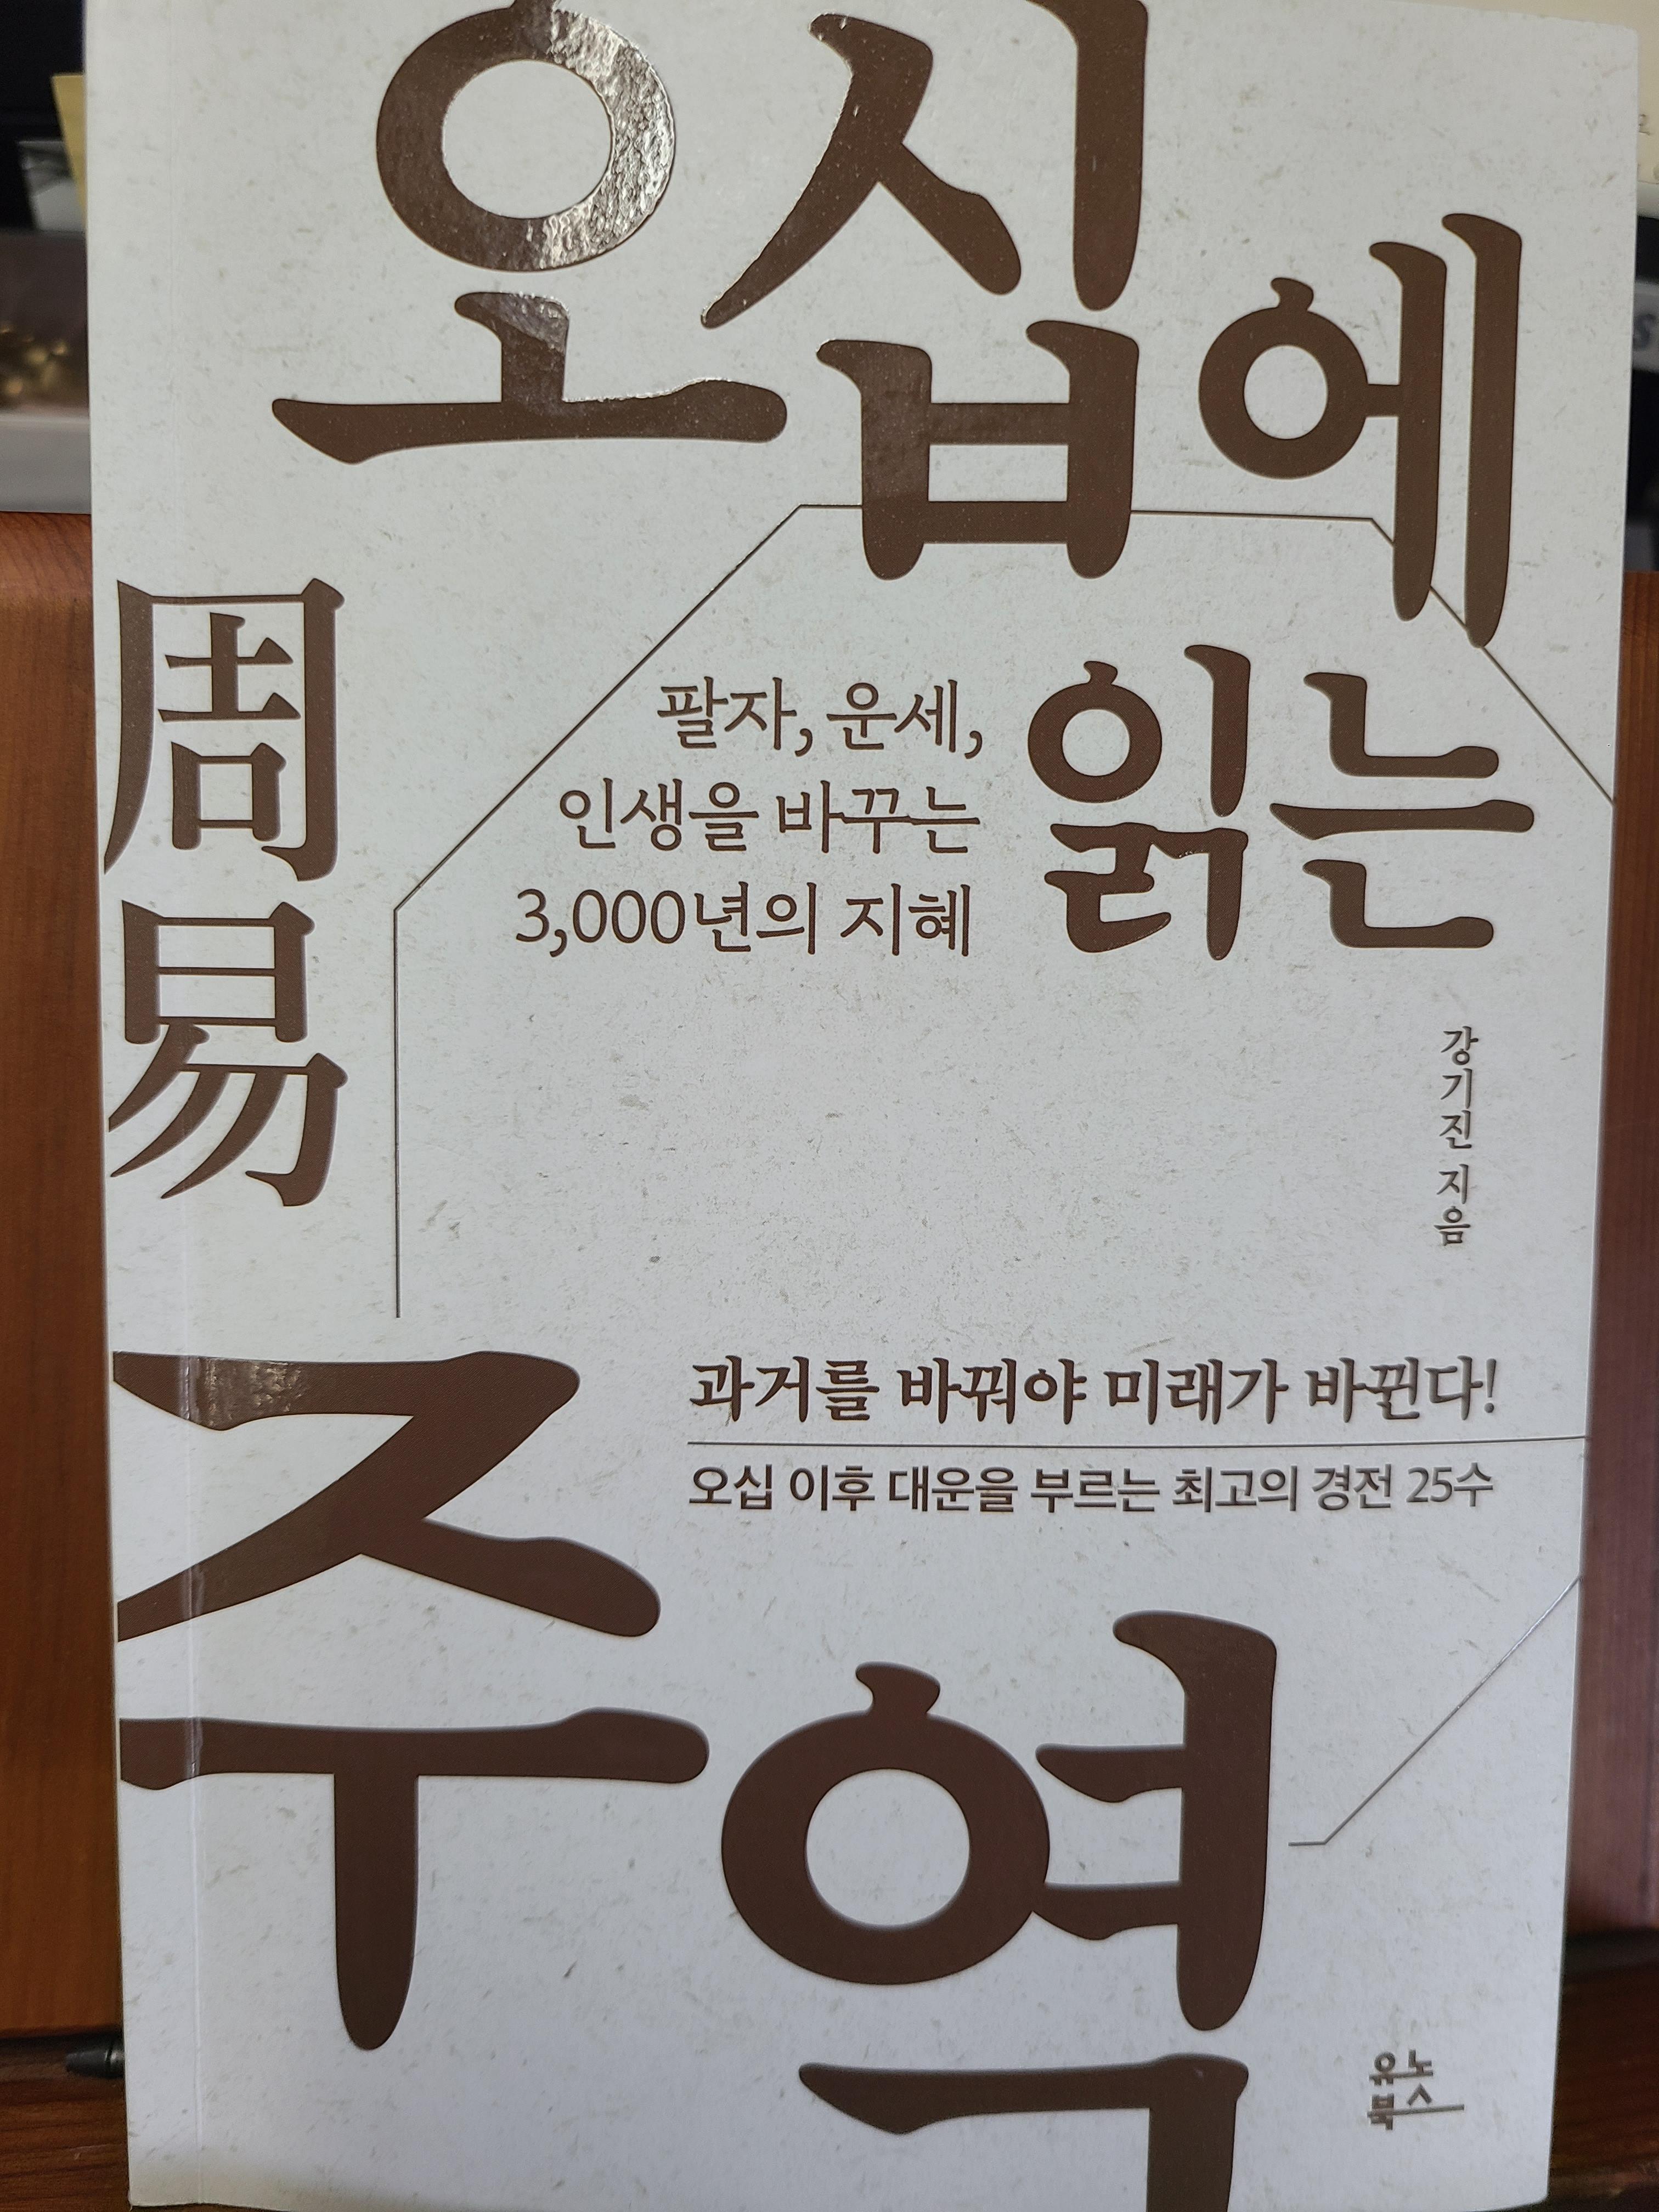 오십에
읽는
팔자, 운세,
인생을 바꾸는
3,000년의 지혜
周易
강기진 지음
과거를 바꿔야 미래가 바뀐다!
오십 이후 대운을 부르는 최고의 경전 25수
주역
유노
북스